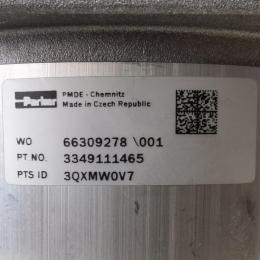 Parker
PMDE - Chemnitz
Made in Czech Republic
WO 66309278 \001
PT NO. 3349111465
PTS ID 3QXMW0V7